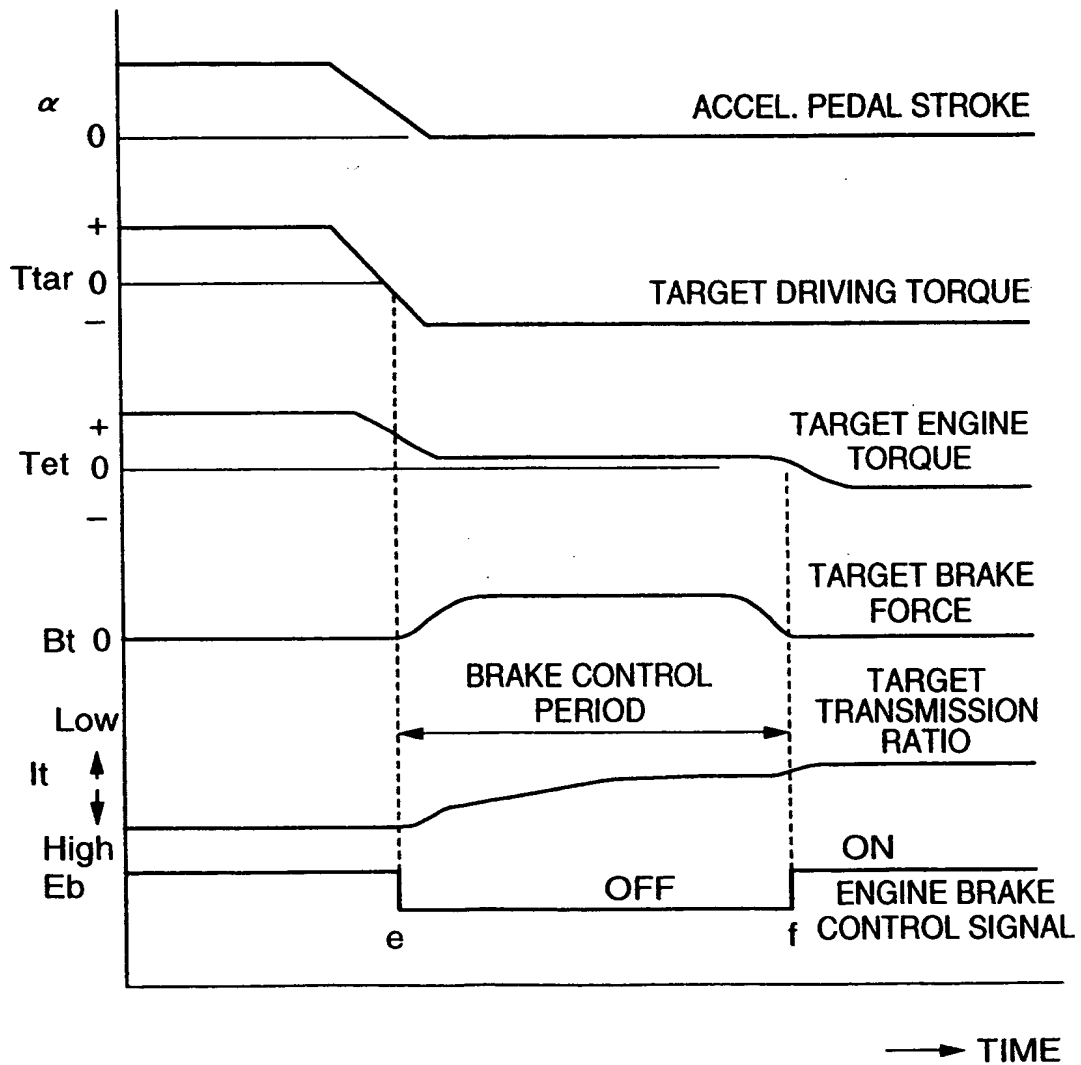 α
0
ACCEL. PEDAL STROKE
+
Ttar 0
−
TARGET DRIVING TORQUE
+
Tet 0
−
TARGET ENGINE
TORQUE
Bt 0
TARGET BRAKE
FORCE
BRAKE CONTROL
PERIOD
Low
It
High
TARGET
TRANSMISSION
RATIO
Eb
OFF
ON
ENGINE BRAKE
CONTROL SIGNAL
e
f
TIME